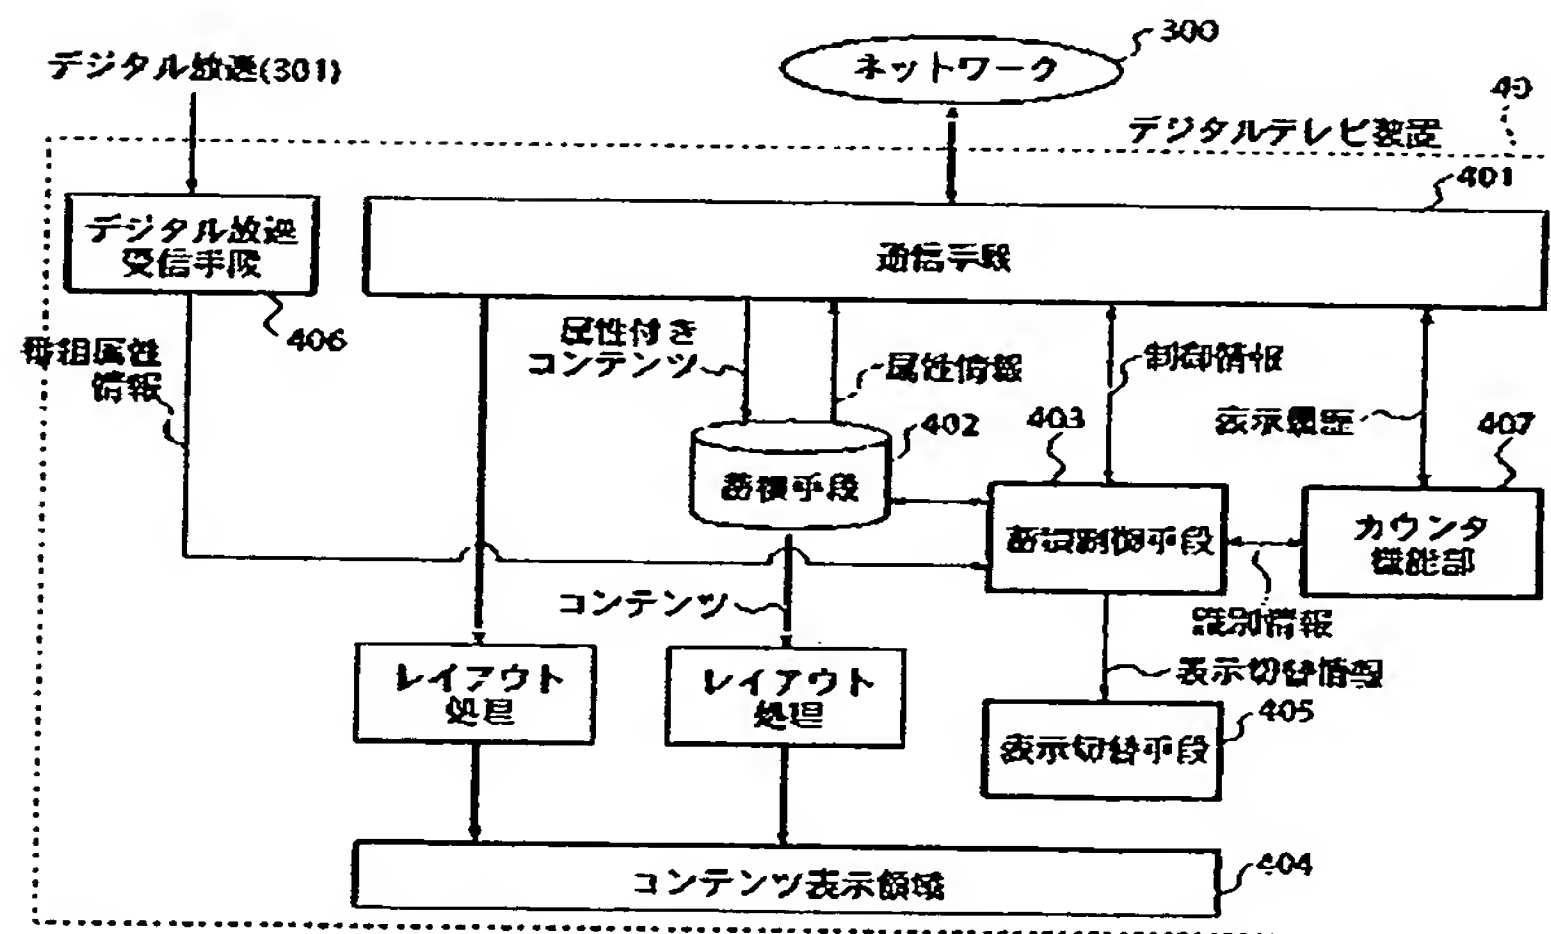 デジタル放送(301)
ネットワーク
300
40
デジタルテレビ装置
401
デジタル放送
受信手段
通信手段
406
番組属性
情報
属性付き
コンテンツ
属性情報
制御情報
表示履歴
402
403
407
蓄積手段
蓄積制御手段
カウンタ
機能部
コンテンツ
識別情報
レイアウト
処理
レイアウト
処理
表示切替情報
405
表示切替手段
コンテンツ表示領域
404